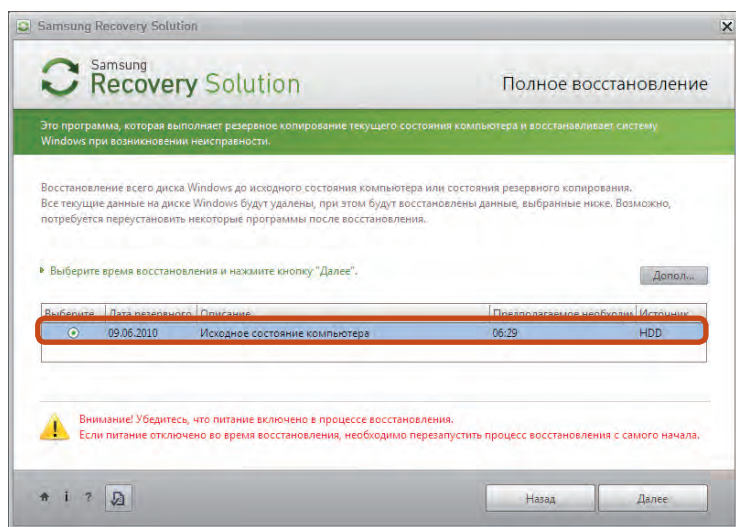 Samsung Recovery Solution
Samsung
Recovery Solution
Полное восстановление
Это программа, которая выполняет резервное копирование текущего состояния компьютера и восстанавливает систему
Windows при возникновении неисправности.
Восстановление всего диска Windows до исходного состояния компьютера или состояния резервного копирования.
Все текущие данные на диске Windows будут удалены, при этом будут восстановлены данные, выбранные ниже. Возможно,
потребуется переустановить некоторые программы после восстановления.
Выберите время восстановления и нажмите кнопку "Далее".
Допол...
Выберите Дата резервного Описание Предполагаемое необходим Источник
09.06.2010 Исходное состояние компьютера 06:29 HDD
Внимание! Убедитесь, что питание включено в процессе восстановления.
Если питание отключено во время восстановления, необходимо перезапустить процесс восстановления с самого начала.
Назад Далее